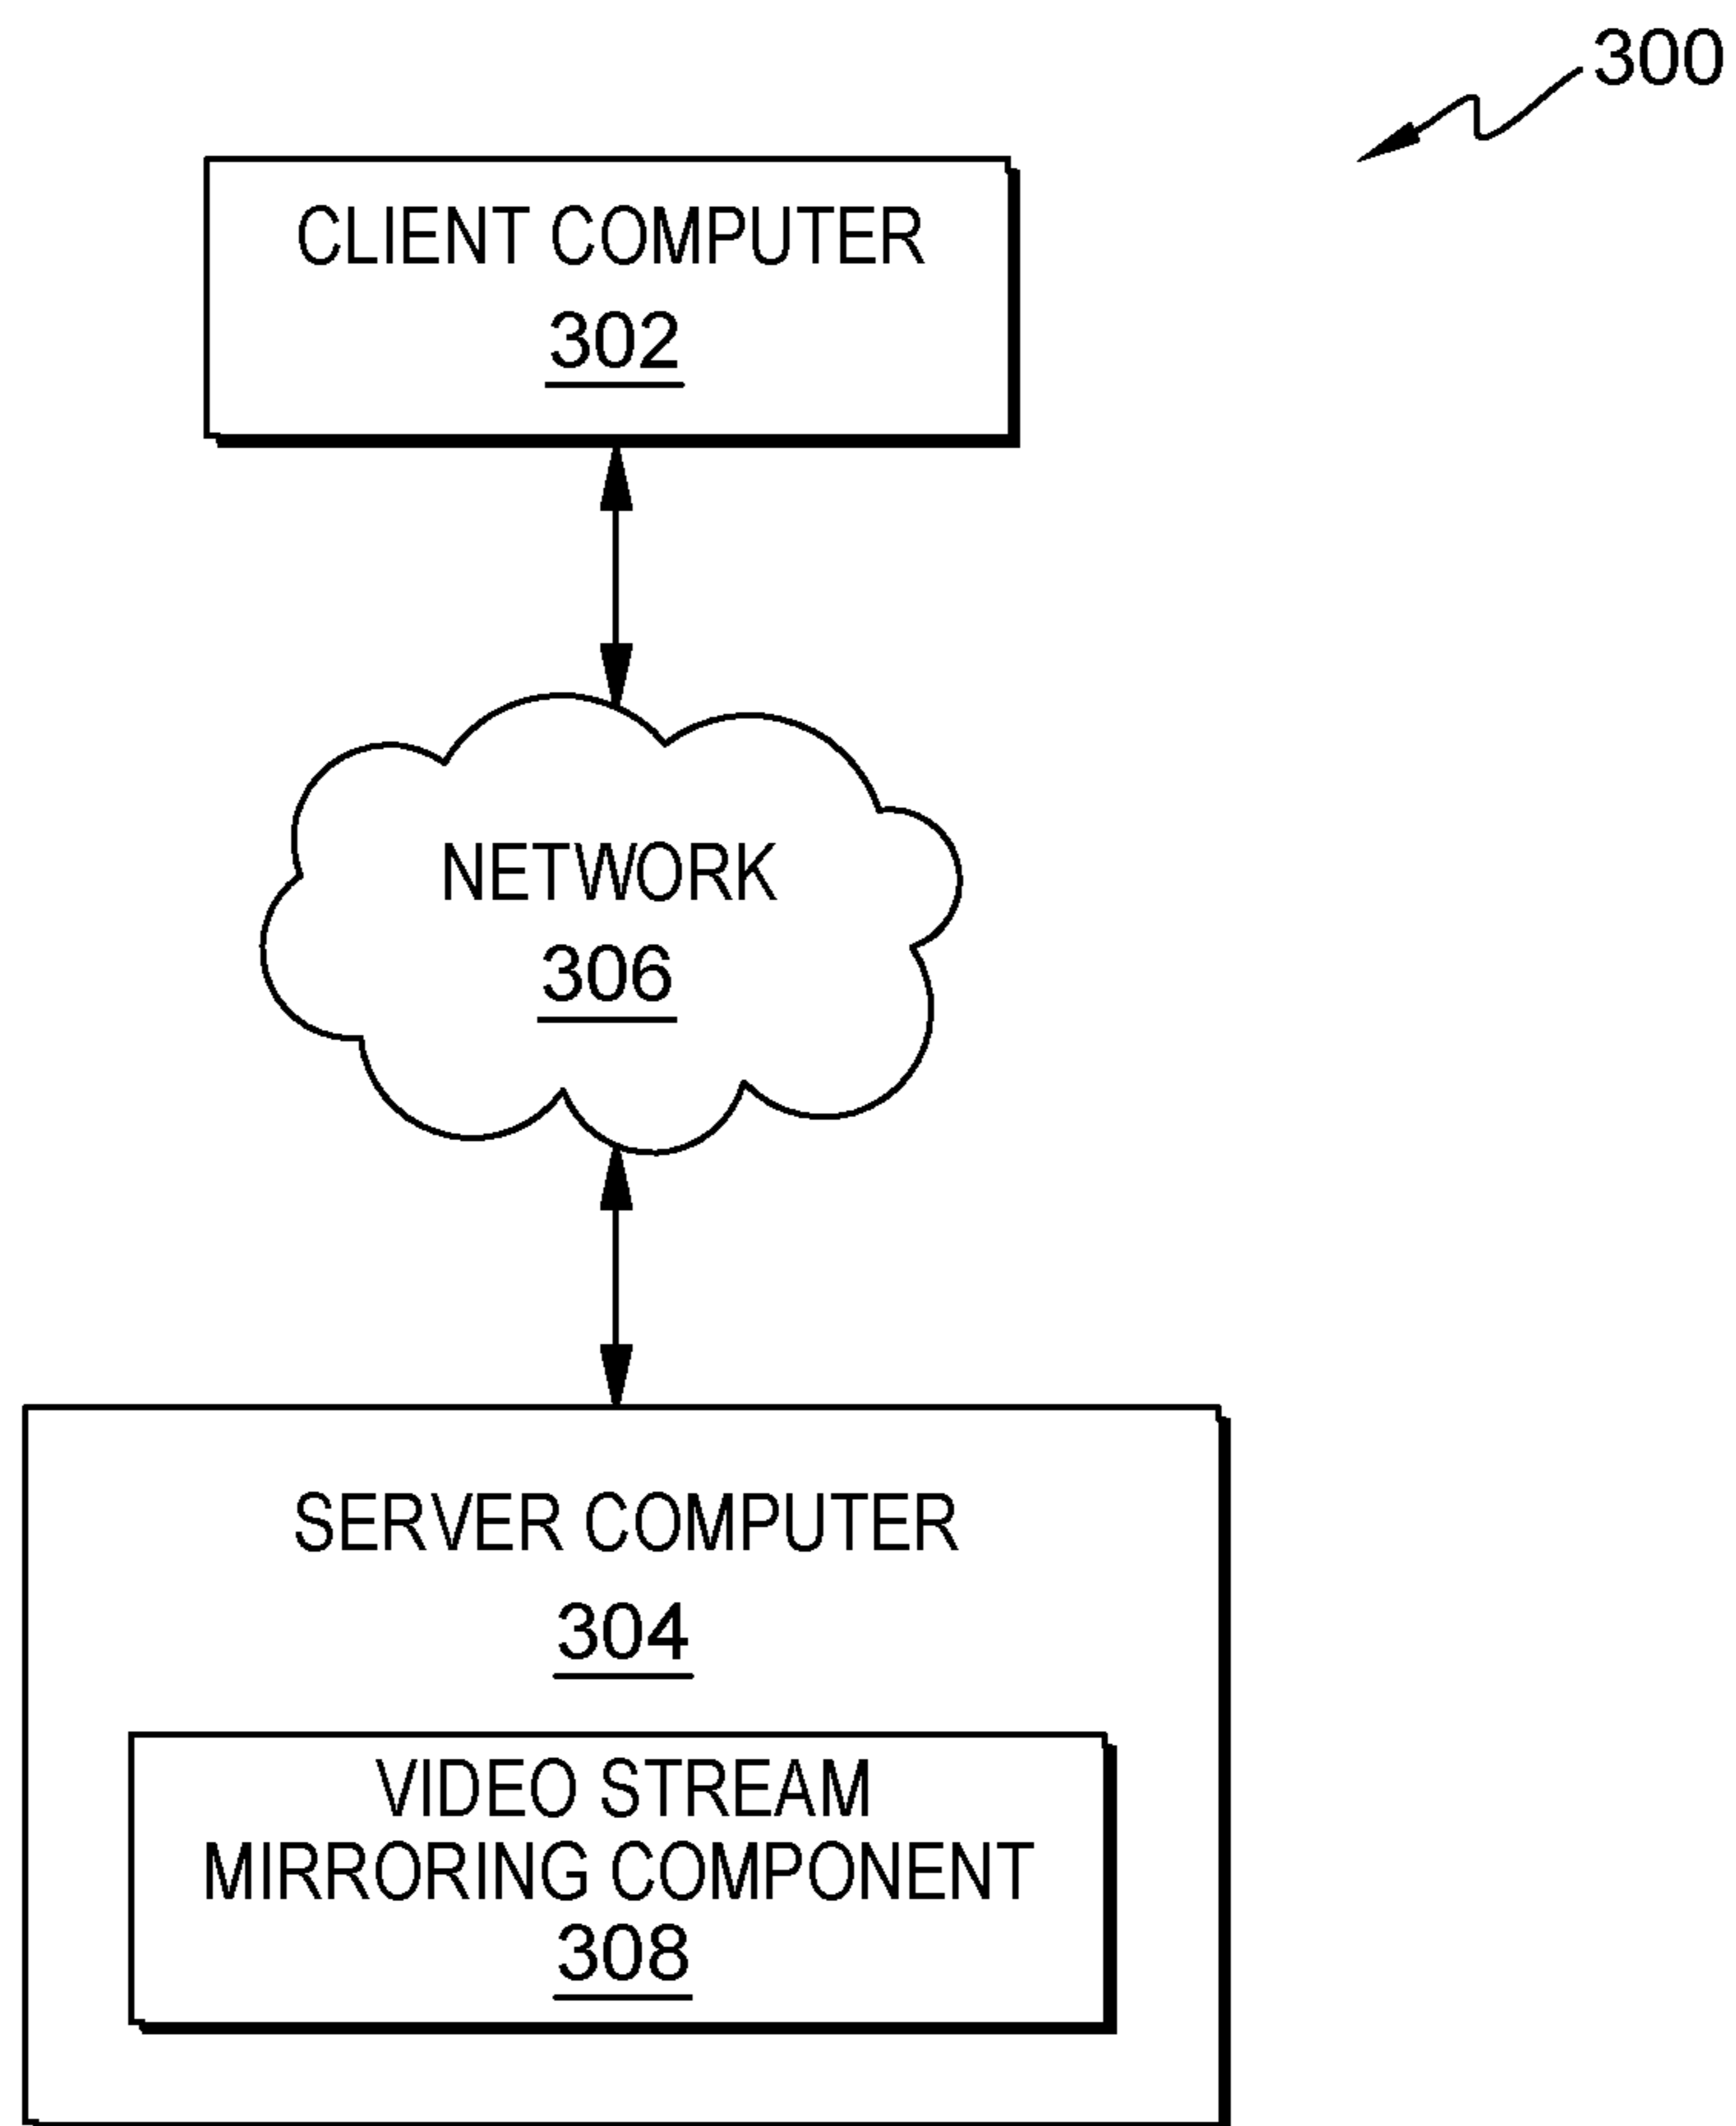 300
CLIENT COMPUTER
302
NETWORK
306
SERVER COMPUTER
304
VIDEO STREAM
MIRRORING COMPONENT
308